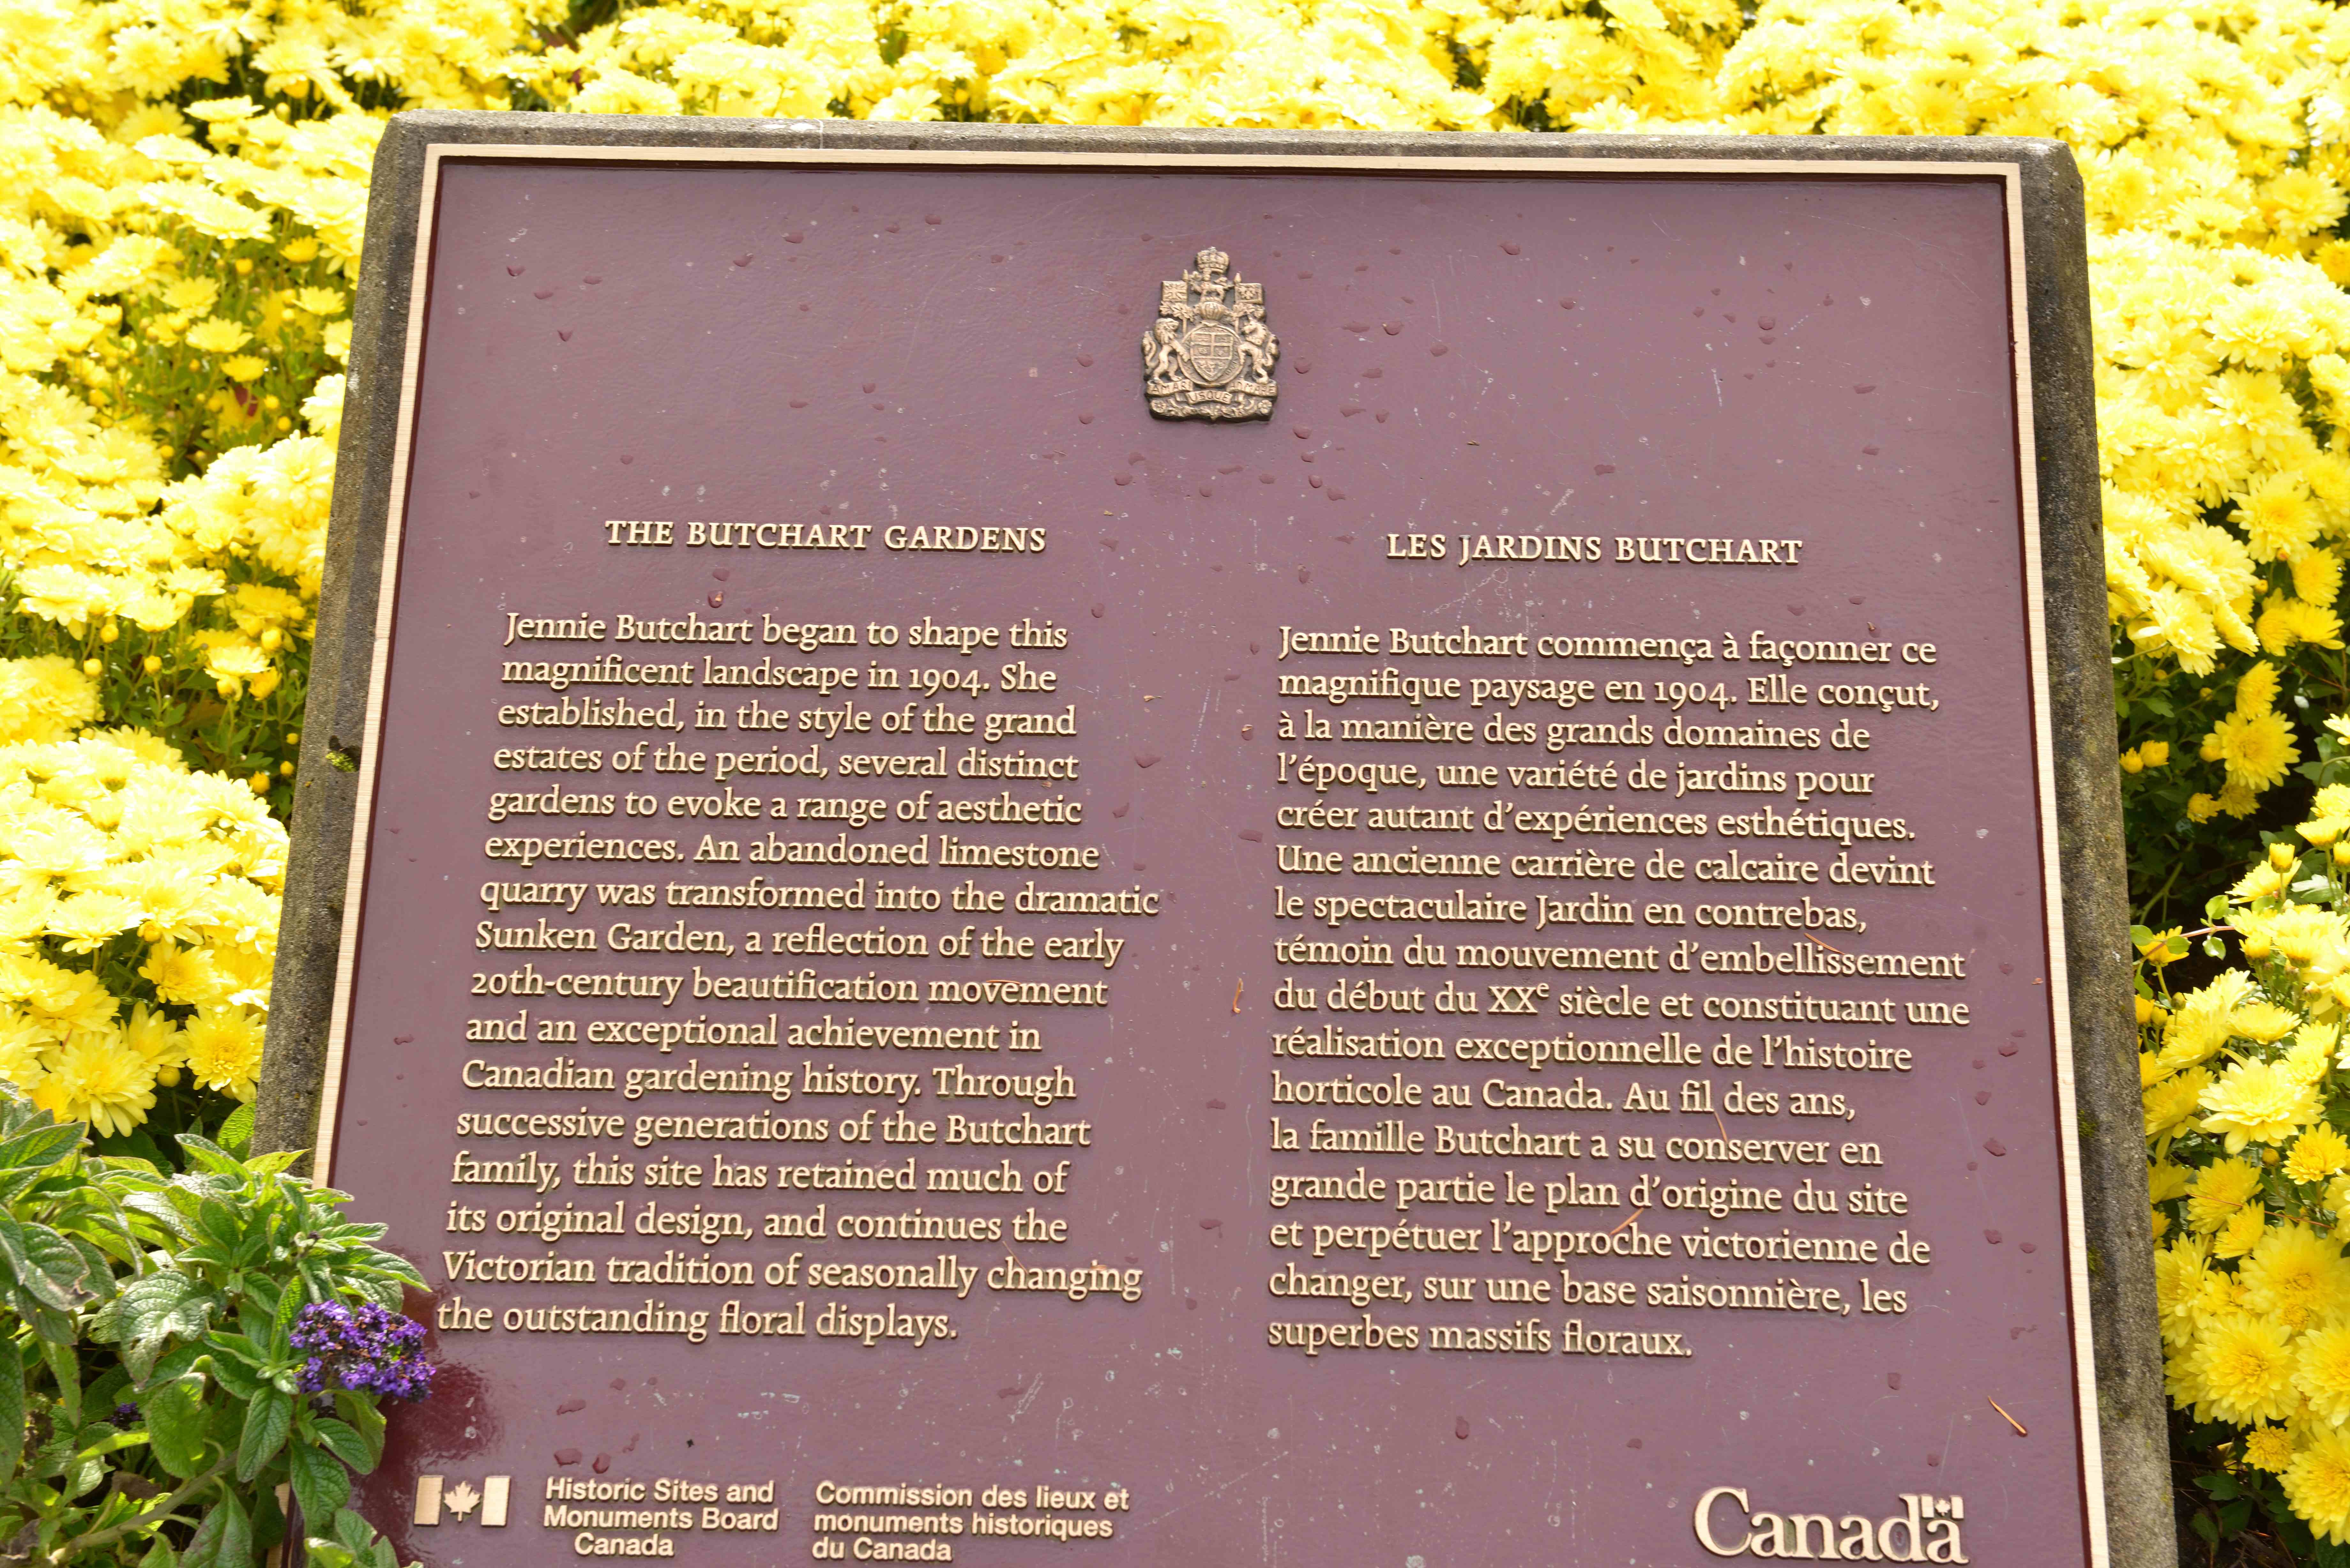 THE BUTCHART GARDENS
Jennie Butchart began to shape this
magnificent landscape in 1904. She
established, in the style of the grand
estates of the period, several distinct
gardens to evoke a range of aesthetic
experiences. An abandoned limestone
quarry was transformed into the dramatic
Sunken Garden, a reflection of the early
20th-century beautification movement
and an exceptional achievement in
Canadian gardening history. Through
successive generations of the Butchart
family, this site has retained much of
its original design, and continues the
Victorian tradition of seasonally changing
the outstanding floral displays.
LES JARDINS BUTCHART
Jennie Butchart commença à façonner ce
magnifique paysage en 1904. Elle conçut,
à la manière des grands domaines de
l'époque, une variété de jardins pour
créer autant d'expériences esthétiques.
Une ancienne carrière de calcaire devint
le spectaculaire Jardin en contrebas,
témoin du mouvement d'embellissement
du début du XXe siècle et constituant une
réalisation exceptionnelle de l'histoire
horticole au Canada. Au fil des ans,
la famille Butchart a su conserver en
grande partie le plan d'origine du site
et perpétuer l'approche victorienne de
changer, sur une base saisonnière, les
superbes massifs floraux.
Historic Sites and
Monuments Board
Canada
Commission des lieux et
monuments historiques
du Canada
Canada